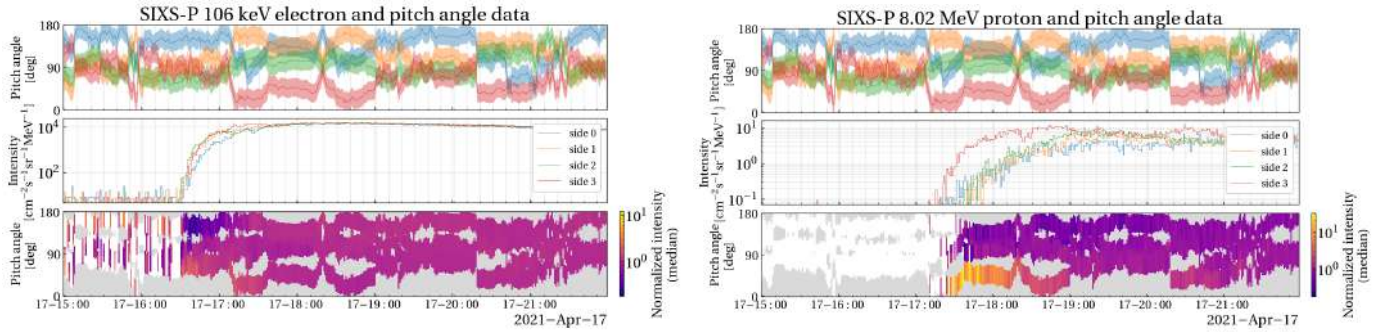 SIXS-P 106 keV electron and pitch angle data
180
90
0
Pitch angle
[deg]
10⁴
10²
Intensity
[cm⁻²s⁻¹sr⁻¹MeV⁻¹]
side 0
side 1
side 2
side 3
180
90
0
Pitch angle
[deg]
10¹
10⁰
Normalized intensity
(median)
17−15:00
17−16:00
17−17:00
17−18:00
17−19:00
17−20:00
17−21:00
2021−Apr−17
SIXS-P 8.02 MeV proton and pitch angle data
180
90
0
Pitch angle
[deg]
10¹
10⁰
10⁻¹
Intensity
[cm⁻²s⁻¹sr⁻¹MeV⁻¹]
side 0
side 1
side 2
side 3
180
90
0
Pitch angle
[deg]
10¹
10⁰
Normalized intensity
(median)
17−15:00
17−16:00
17−17:00
17−18:00
17−19:00
17−20:00
17−21:00
2021−Apr−17